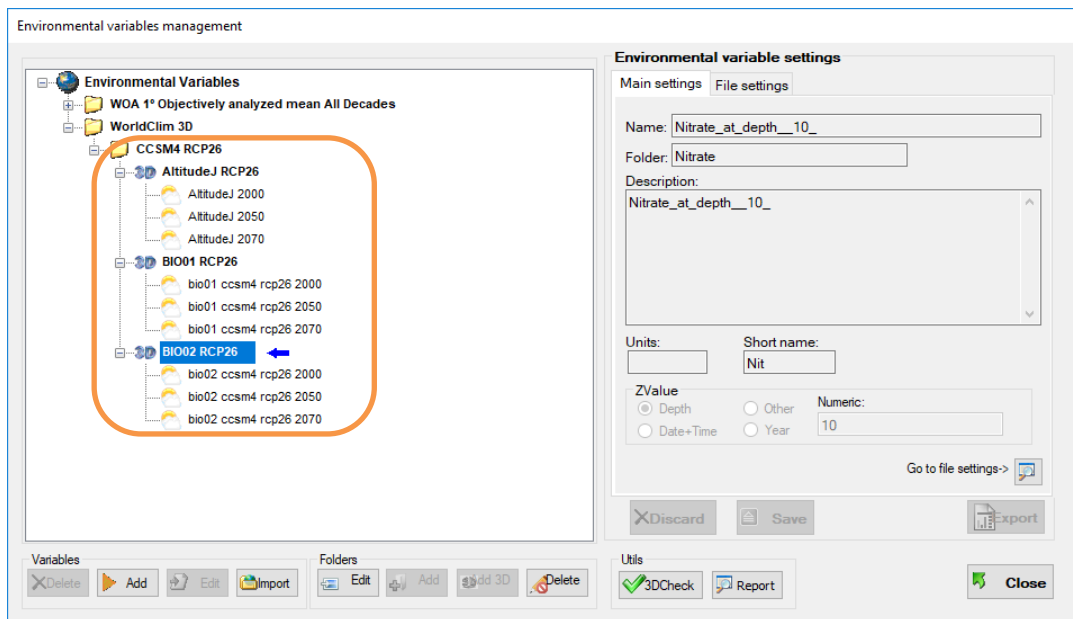 Environmental variables management
Environmental Variables
WOA 1º Objectively analyzed mean All Decades
WorldClim 3D
CCSM4 RCP26
3D AltitudeJ RCP26
AltitudeJ 2000
AltitudeJ 2050
AltitudeJ 2070
3D BIO01 RCP26
bio01 ccsm4 rcp26 2000
bio01 ccsm4 rcp26 2050
bio01 ccsm4 rcp26 2070
3D BIO02 RCP26
bio02 ccsm4 rcp26 2000
bio02 ccsm4 rcp26 2050
bio02 ccsm4 rcp26 2070
Environmental variable settings
Main settings File settings
Name: Nitrate_at_depth__10_
Folder: Nitrate
Description:
Nitrate_at_depth__10_
Units: Short name:
Nit
ZValue
Depth Other Numeric:
Date+Time Year 10
Go to file settings->
Discard Save Export
Variables
Delete Add Edit Import
Folders
Edit Add Add 3D Delete
Utils
3DCheck Report
Close